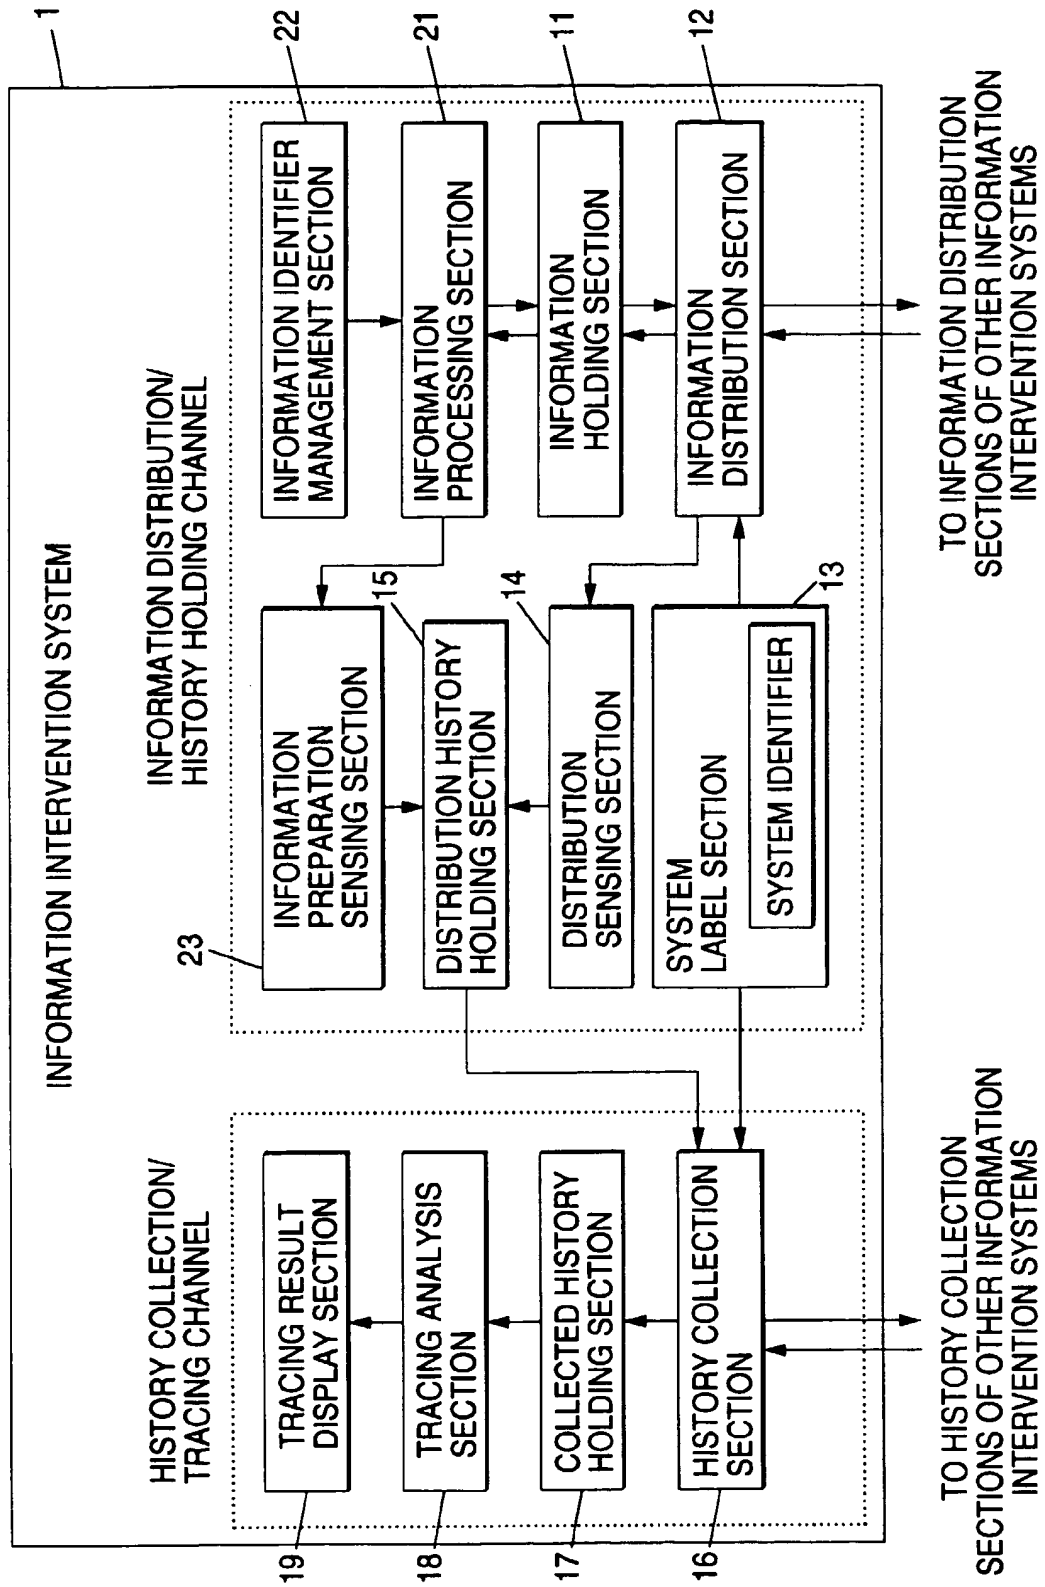 1
INFORMATION INTERVENTION SYSTEM
HISTORY COLLECTION/
TRACING CHANNEL
19
TRACING RESULT
DISPLAY SECTION
18
TRACING ANALYSIS
SECTION
17
COLLECTED HISTORY
HOLDING SECTION
16
HISTORY COLLECTION
SECTION
TO HISTORY COLLECTION
SECTIONS OF OTHER INFORMATION
INTERVENTION SYSTEMS
INFORMATION DISTRIBUTION/
HISTORY HOLDING CHANNEL
23
INFORMATION
PREPARATION
SENSING SECTION
15
DISTRIBUTION HISTORY
HOLDING SECTION
14
DISTRIBUTION
SENSING SECTION
13
SYSTEM
LABEL SECTION
SYSTEM IDENTIFIER
22
INFORMATION IDENTIFIER
MANAGEMENT SECTION
21
INFORMATION
PROCESSING SECTION
11
INFORMATION
HOLDING SECTION
12
INFORMATION
DISTRIBUTION SECTION
TO INFORMATION DISTRIBUTION
SECTIONS OF OTHER INFORMATION
INTERVENTION SYSTEMS